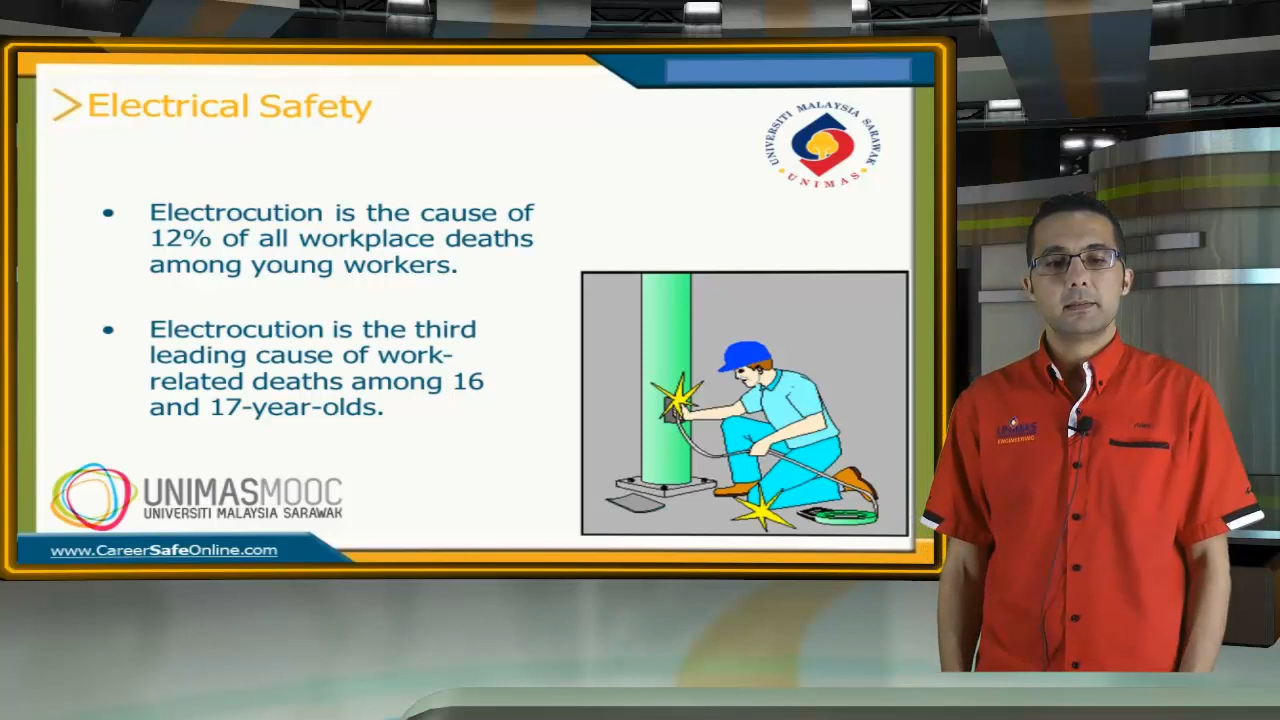 Electrical Safety
UNIVERSITI MALAYSIA SARAWAK
UNIMAS
• Electrocution is the cause of
12% of all workplace deaths
among young workers.
• Electrocution is the third
leading cause of work-
related deaths among 16
and 17-year-olds.
UNIMASMOOC
UNIVERSITI MALAYSIA SARAWAK
www.CareerSafeOnline.com
UNIMAS
ENGINEERING